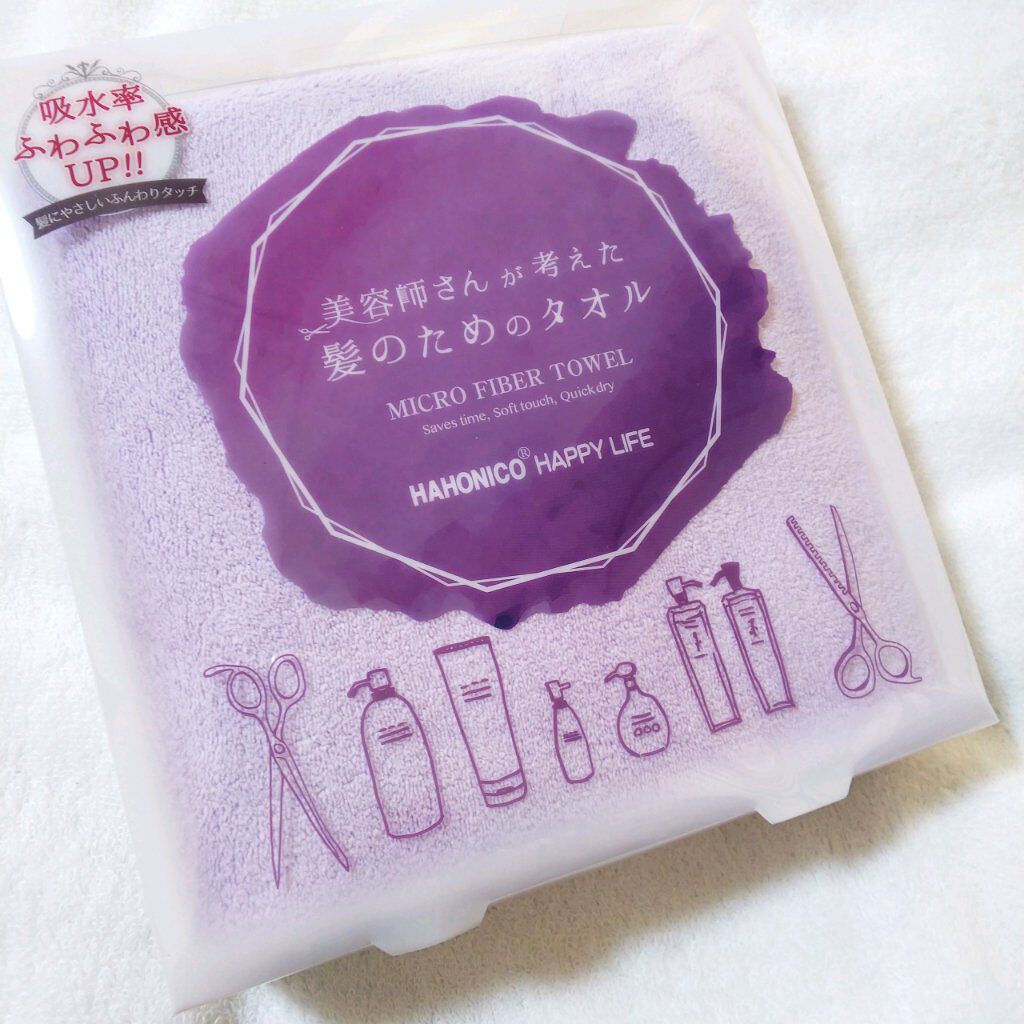 吸水率
ふわふわ感
UP!!
髪にやさしいふんわりタッチ
美容師さんが考えた
髪のためのタオル
MICRO FIBER TOWEL
Saves time, Soft touch, Quick dry
HAHONICO® HAPPY LIFE